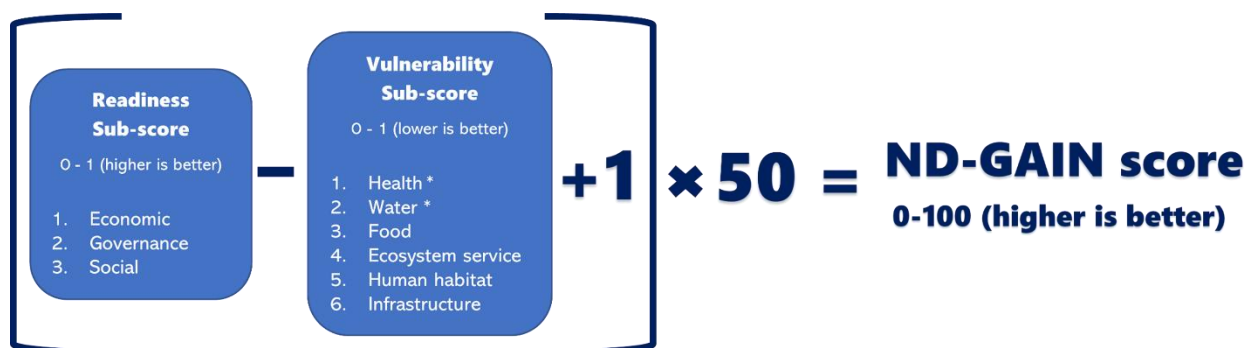 Readiness
Sub-score
0 - 1 (higher is better)
1. Economic
2. Governance
3. Social
−
Vulnerability
Sub-score
0 - 1 (lower is better)
1. Health *
2. Water *
3. Food
4. Ecosystem service
5. Human habitat
6. Infrastructure
+1
× 50 =
ND-GAIN score
0-100 (higher is better)